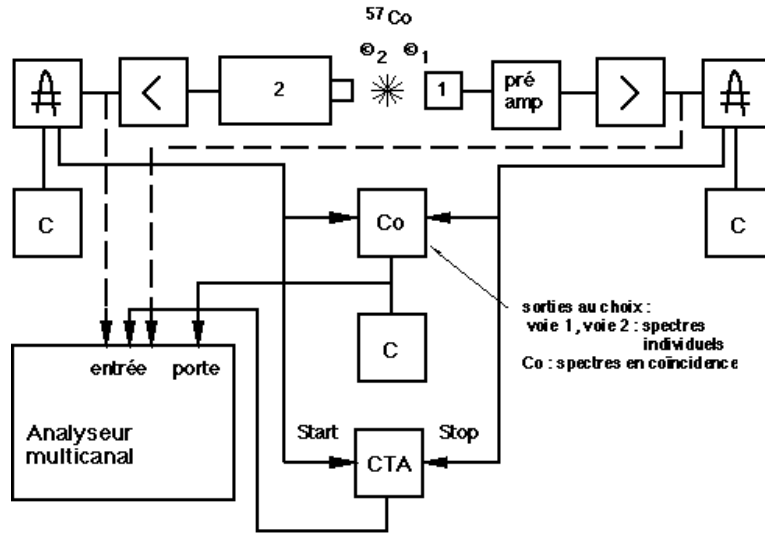 57Co
©2 ©1
2
1
pré
amp
C
C
Co
C
sorties au choix :
voie 1, voie 2 : spectres
individuels
Co : spectres en coïncidence
entrée porte
Analyseur
multicanal
Start
Stop
CTA